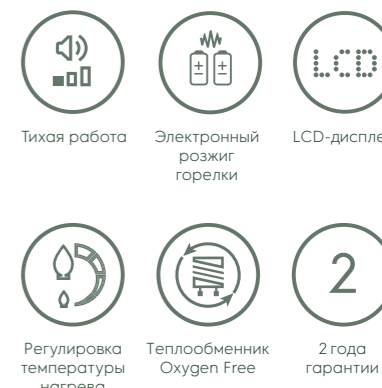 LCD
Тихая работа
Электронный
розжиг
горелки
LCD-диспле
2
Регулировка
температуры
нагрева
Теплообменник
Oxygen Free
2 года
гарантии